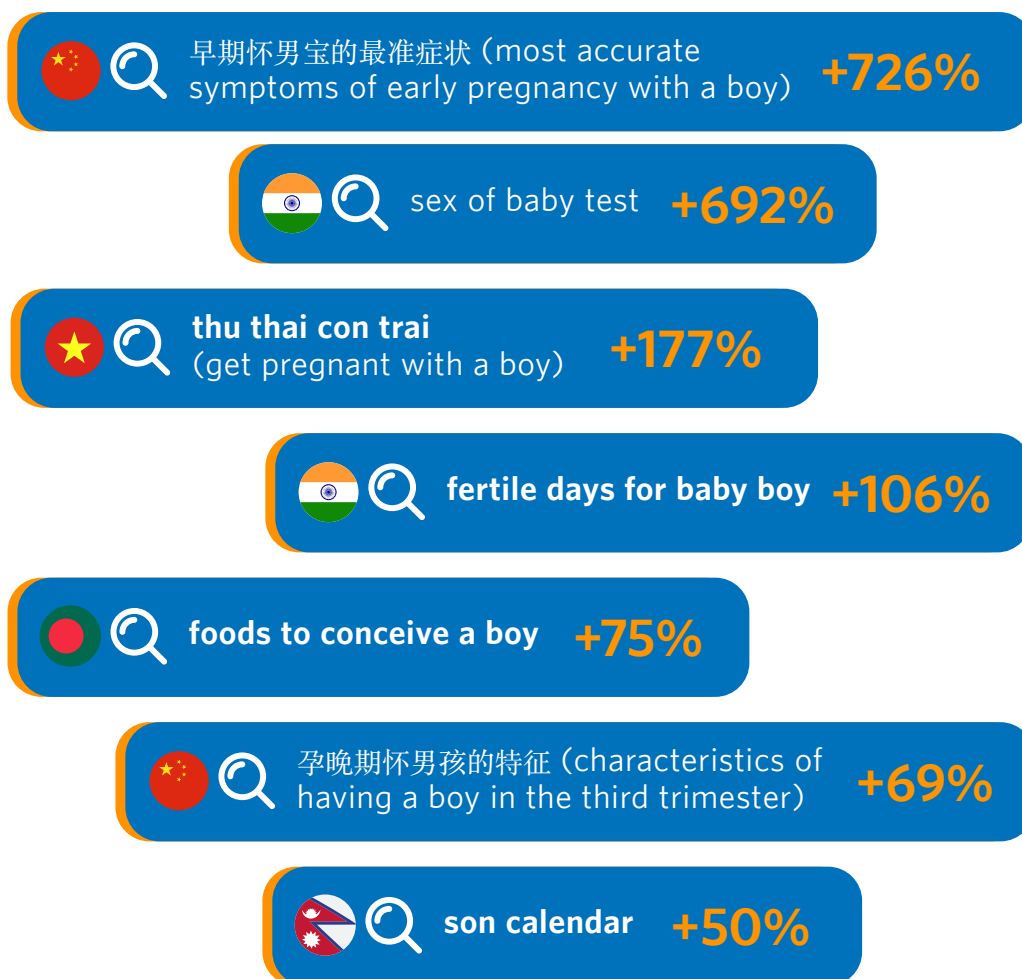 早期怀男宝的最准症状 (most accurate
symptoms of early pregnancy with a boy)
+726%
sex of baby test
+692%
thu thai con trai
(get pregnant with a boy)
+177%
fertile days for baby boy
+106%
foods to conceive a boy
+75%
孕晚期怀男孩的特征 (characteristics of
having a boy in the third trimester)
+69%
son calendar
+50%